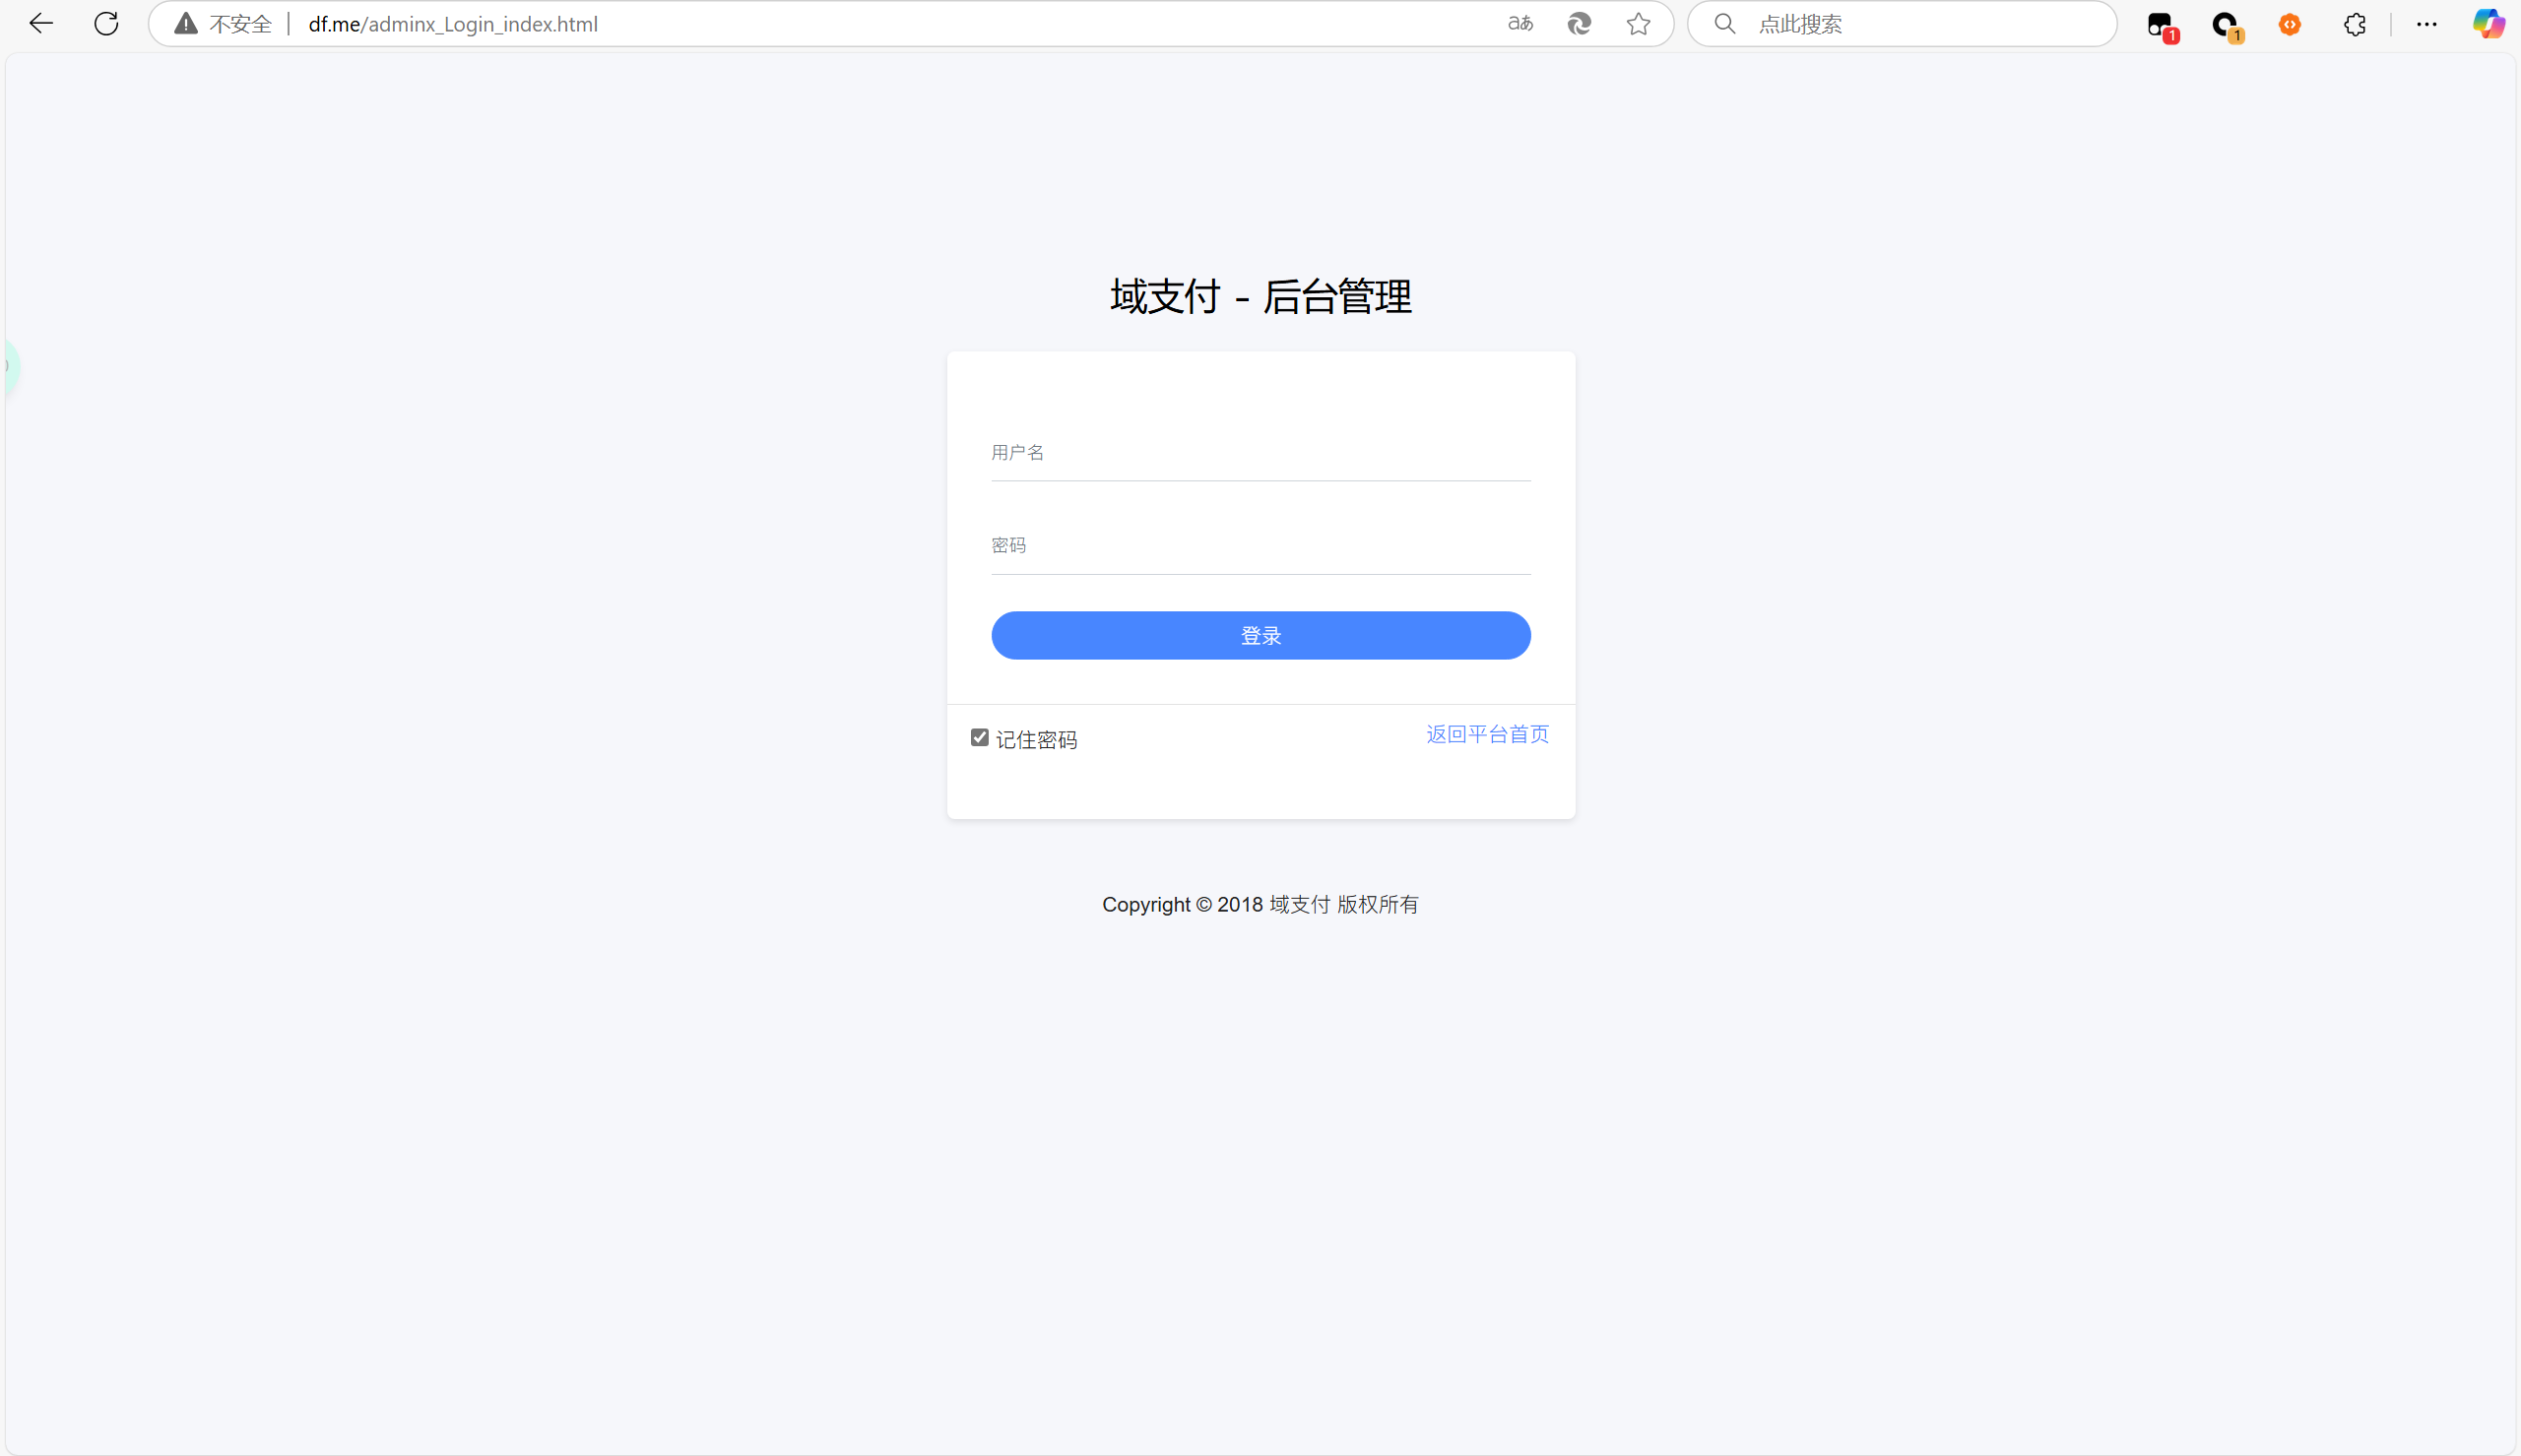 不安全 df.me/adminx_Login_index.html aあ 点此搜索 1 1
域支付 - 后台管理
用户名
密码
登录
记住密码 返回平台首页
Copyright © 2018 域支付 版权所有